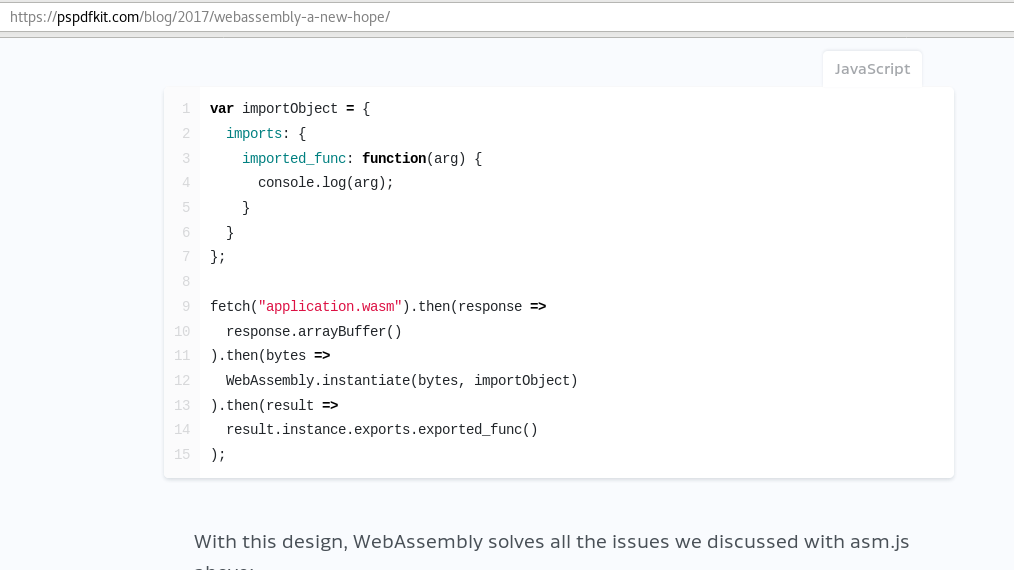 https://pspdfkit.com/blog/2017/webassembly-a-new-hope/
JavaScript
1 var importObject = {
2   imports: {
3     imported_func: function(arg) {
4       console.log(arg);
5     }
6   }
7 };
8
9 fetch("application.wasm").then(response =>
10   response.arrayBuffer()
11 ).then(bytes =>
12   WebAssembly.instantiate(bytes, importObject)
13 ).then(result =>
14   result.instance.exports.exported_func()
15 );
With this design, WebAssembly solves all the issues we discussed with asm.js